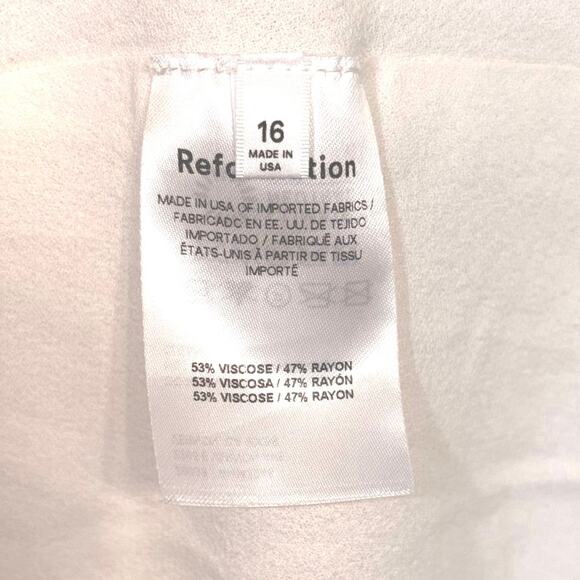 16
MADE IN
USA
Refo tion
MADE IN USA OF IMPORTED FABRICS /
FABRICADO EN EE. UU. DE TEJIDO
IMPORTADO / FABRIQUÉ AUX
ÉTATS-UNIS À PARTIR DE TISSU
IMPORTÉ
53% VISCOSE / 47% RAYON
53% VISCOSA / 47% RAYÓN
53% VISCOSE / 47% RAYON